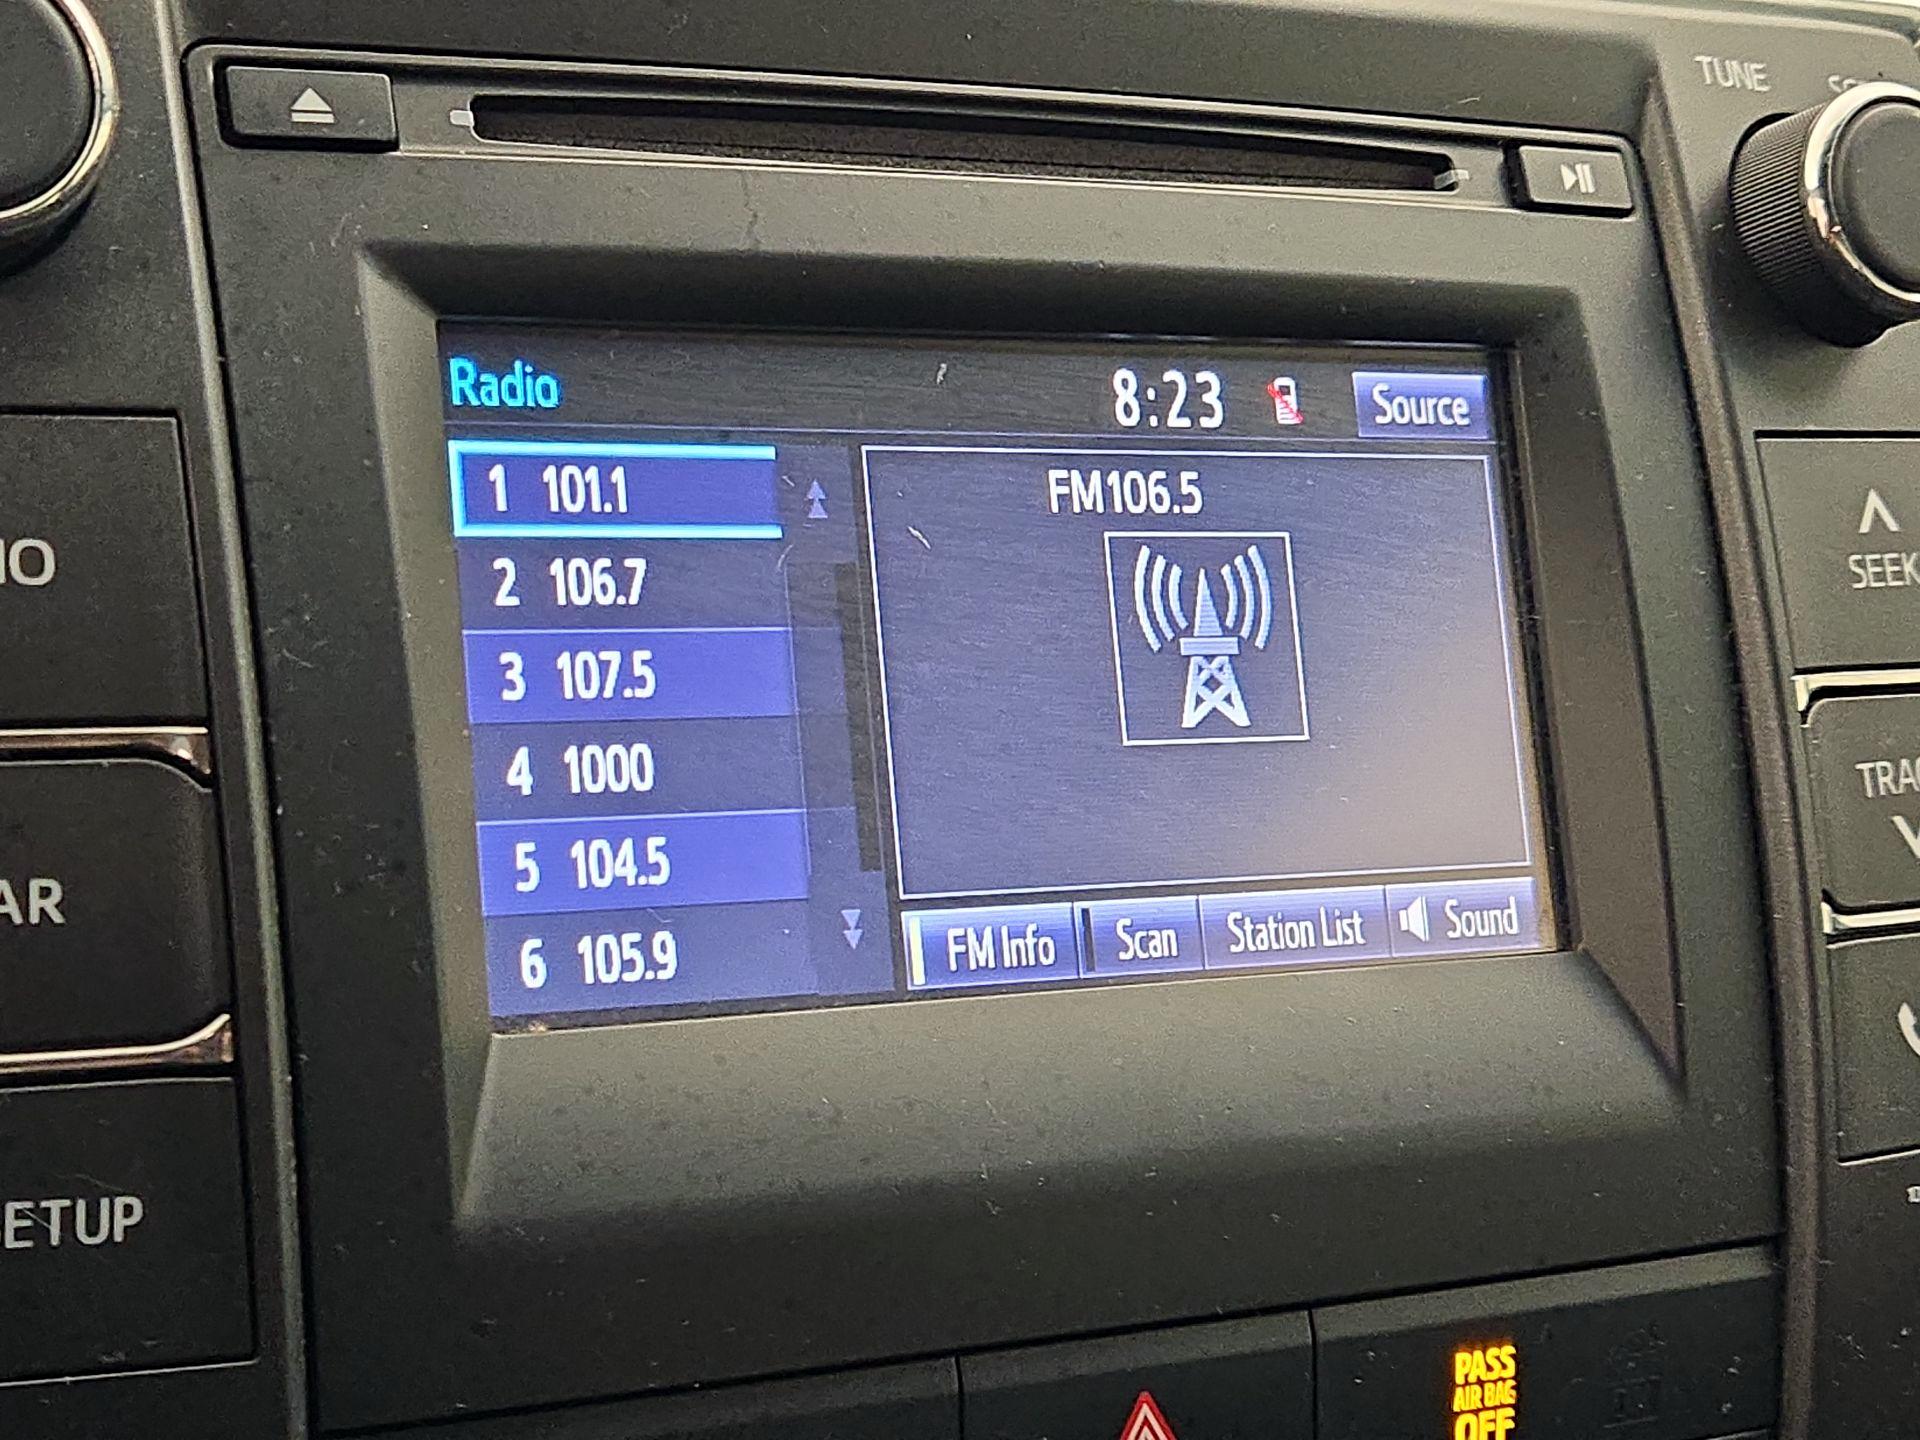 TUNE
Radio
8:23
Source
1 101.1
2 106.7
3 107.5
4 1000
5 104.5
6 105.9
FM106.5
FM Info
Scan
Station List
Sound
SEEK
SETUP
PASS
AIR BAG
OFF